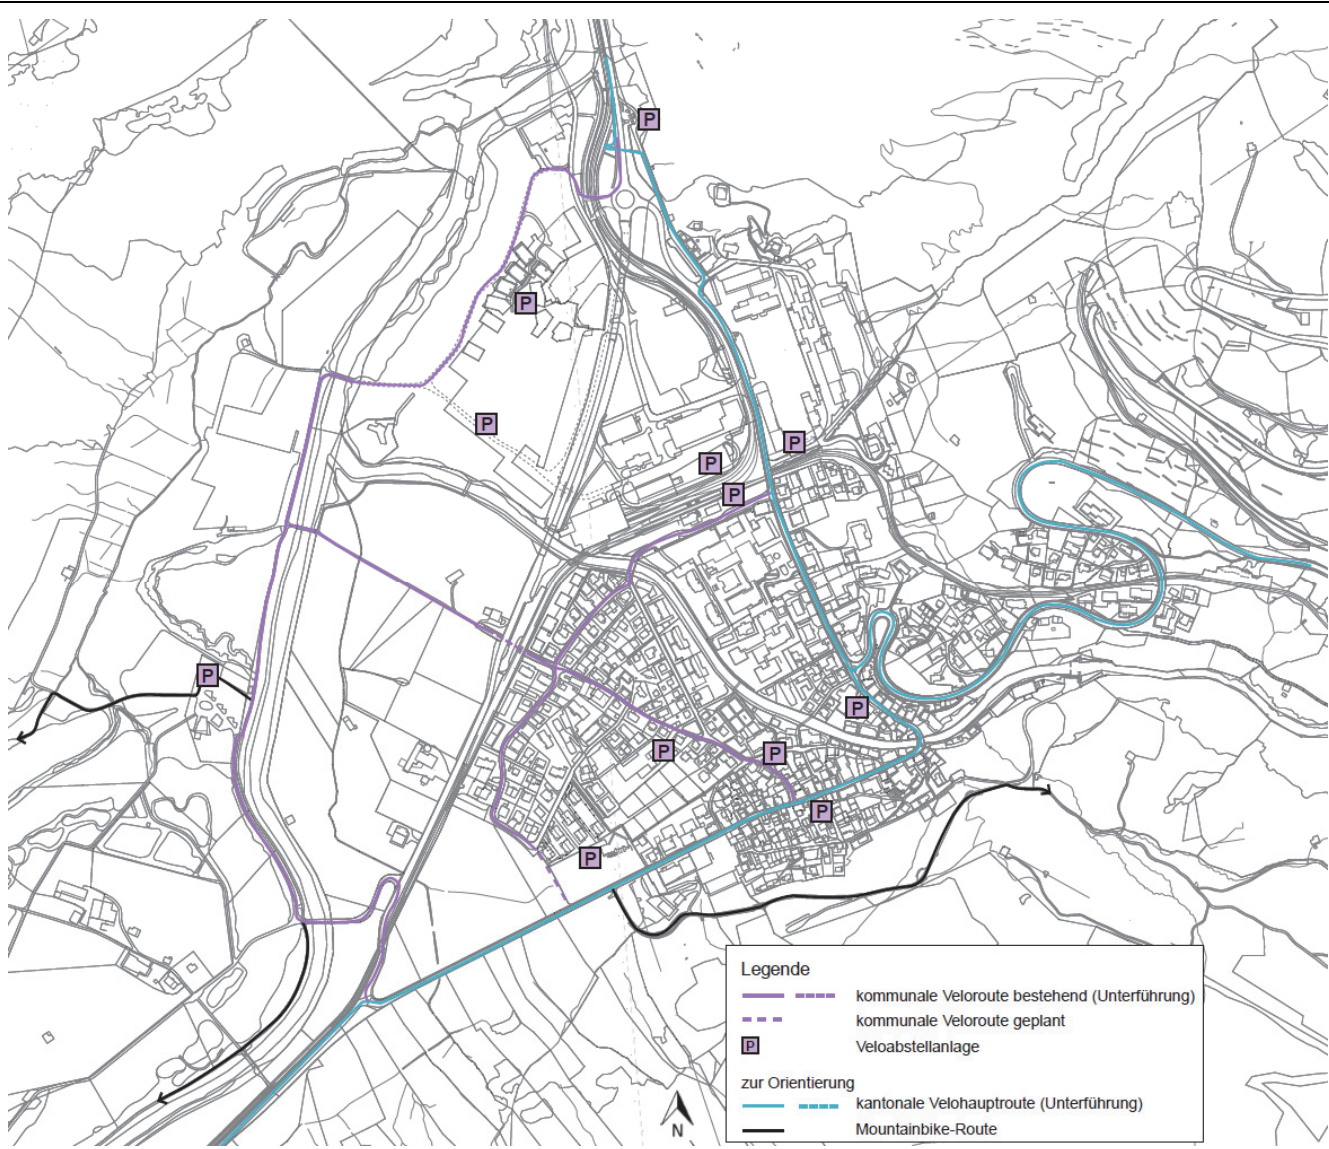 P
P
P
P
P
P
P
P
P
P
P
P
P
Legende
kommunale Veloroute bestehend (Unterführung)
kommunale Veloroute geplant
P Veloabstellanlage
zur Orientierung
kantonale Velohauptroute (Unterführung)
Mountainbike-Route
N